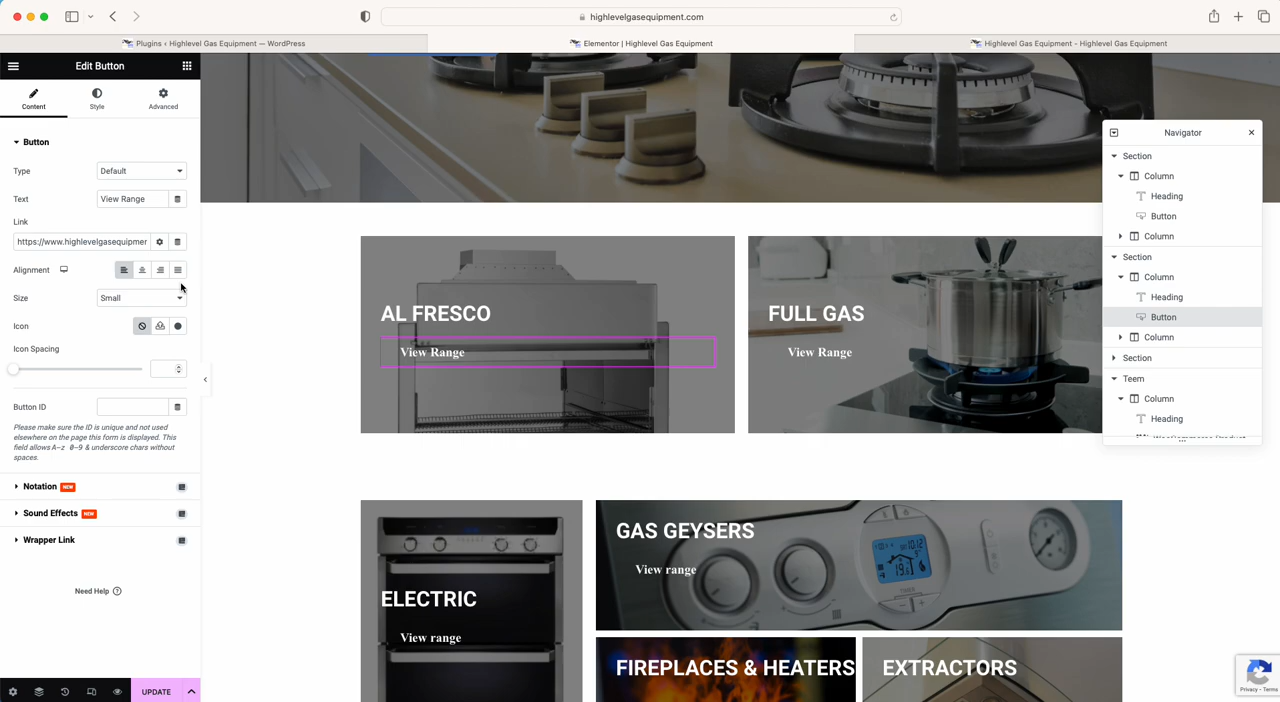 highlevelgasequipment.com
Plugins ‹ Highlevel Gas Equipment — WordPress
Elementor | Highlevel Gas Equipment
Highlevel Gas Equipment - Highlevel Gas Equipment
Edit Button
Content
Style
Advanced
Button
Type
Default
Text
View Range
Link
https://www.highlevelgasequipmer
Alignment
Size
Small
Icon
Icon Spacing
Button ID
Please make sure the ID is unique and not used
elsewhere on the page this form is displayed. This
field allows A-z 0-9 & underscore chars without
spaces.
Notation NEW
Sound Effects NEW
Wrapper Link
Need Help
UPDATE
AL FRESCO
View Range
FULL GAS
View Range
ELECTRIC
View range
GAS GEYSERS
View range
FIREPLACES & HEATERS
EXTRACTORS
Navigator
Section
Column
Heading
Button
Column
Section
Column
Heading
Button
Column
Section
Teem
Column
Heading
Privacy - Terms